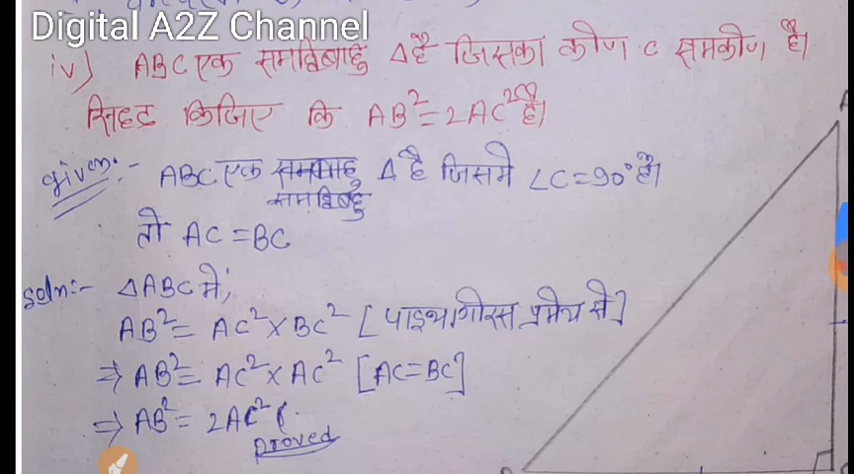 Digital A2Z Channel
iv) ABC एक समद्विबाहु Δ है जिसका कोण C समकोण है।
सिद्ध किजिए कि AB² = 2AC² है।
given:- ABC एक समबाहु Δ है जिसमे ∠C = 90° है।
समद्विबाहु
तो AC = BC
soln:- ΔABC में;
AB² = AC² × BC² [पाइथागोरस प्रमेय से]
⇒ AB² = AC² × AC² [AC = BC]
⇒ AB² = 2AC²
proved